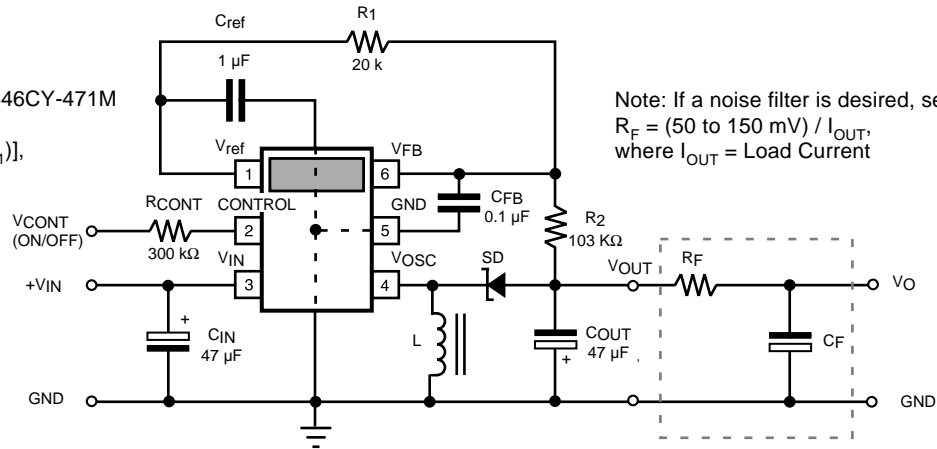 Cref
R1
20 k
1 µF
46CY-471M
1)],
Note: If a noise filter is desired, se
RF = (50 to 150 mV) / IOUT,
where IOUT = Load Current
Vref
VFB
1
6
RCONT
CONTROL
GND
CFB
0.1 µF
VCONT
(ON/OFF)
300 kΩ
2
5
R2
103 KΩ
VIN
VOSC
SD
VOUT
RF
+VIN
3
4
VO
+
CIN
47 µF
L
COUT
47 µF
+
CF
GND
GND